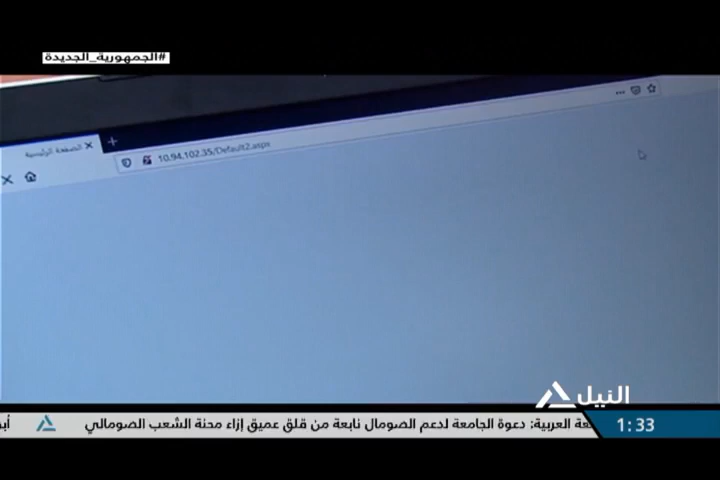 #الجمهورية_الجديدة
الصفحة الرئيسية
10.94.102.35/Default2.aspx
النيل
العربية: دعوة الجامعة لدعم الصومال نابعة من قلق عميق إزاء محنة الشعب الصومالي
1:33